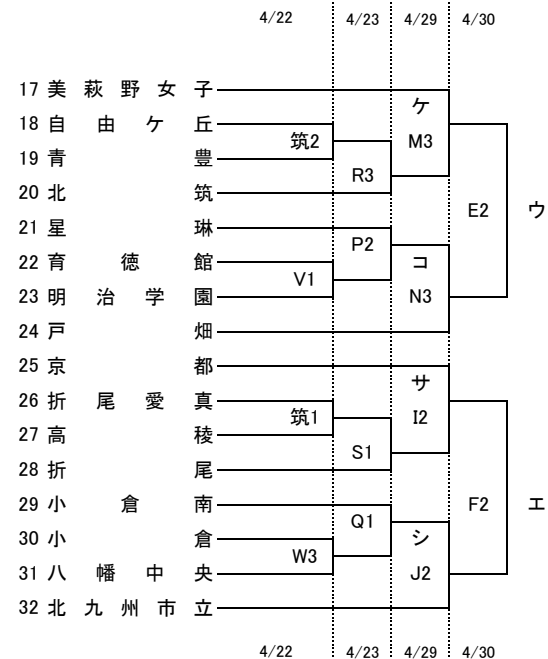 4/22 4/23 4/29 4/30
17 美萩野女子
ケ
18 自由ケ丘
筑2 M3
19 青豊
R3
20 北筑
E2 ウ
21 星琳
P2
22 育徳館
コ
V1
23 明治学園
N3
24 戸畑
25 京都
サ
26 折尾愛真
筑1 I2
27 高稜
S1
28 折尾
29 小倉南
F2 エ
Q1
30 小倉
シ
W3
31 八幡中央
J2
32 北九州市立
4/22 4/23 4/29 4/30